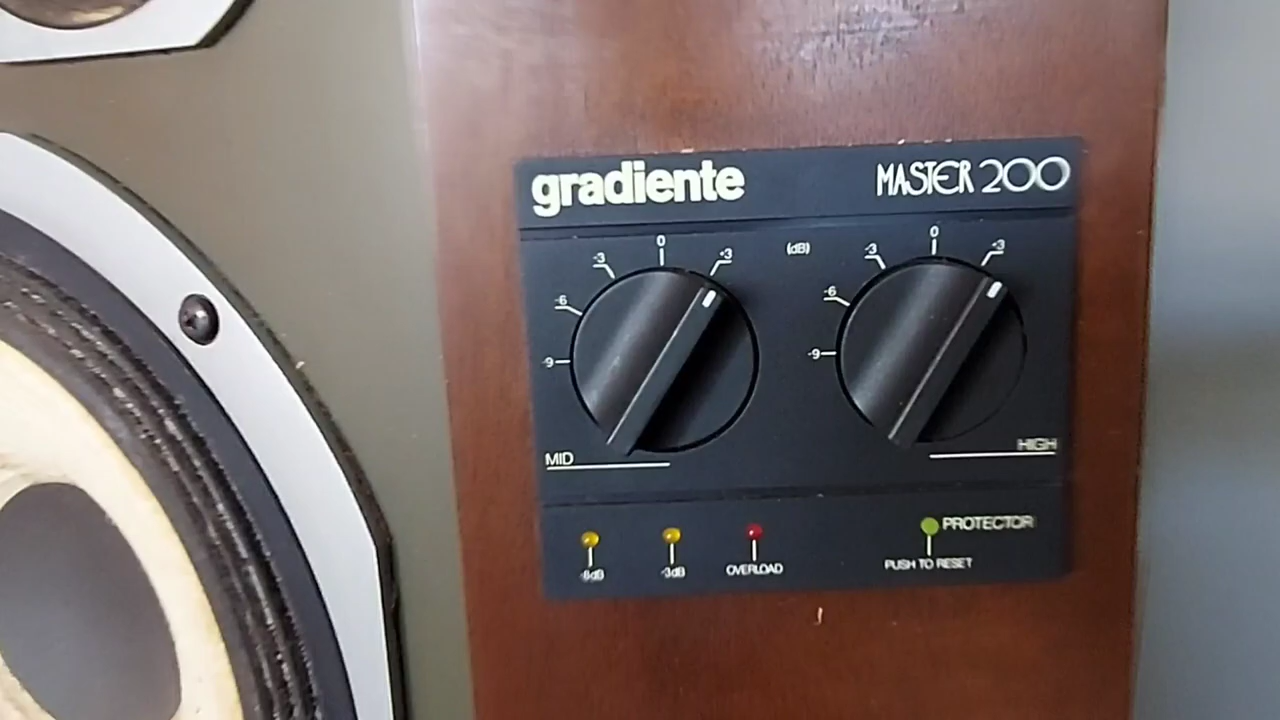 gradiente MASTER 200
-9 -6 -3 0 -3 (dB) -9 -6 -3 0 -3
MID HIGH
-6dB -3dB OVERLOAD PROTECTOR
PUSH TO RESET